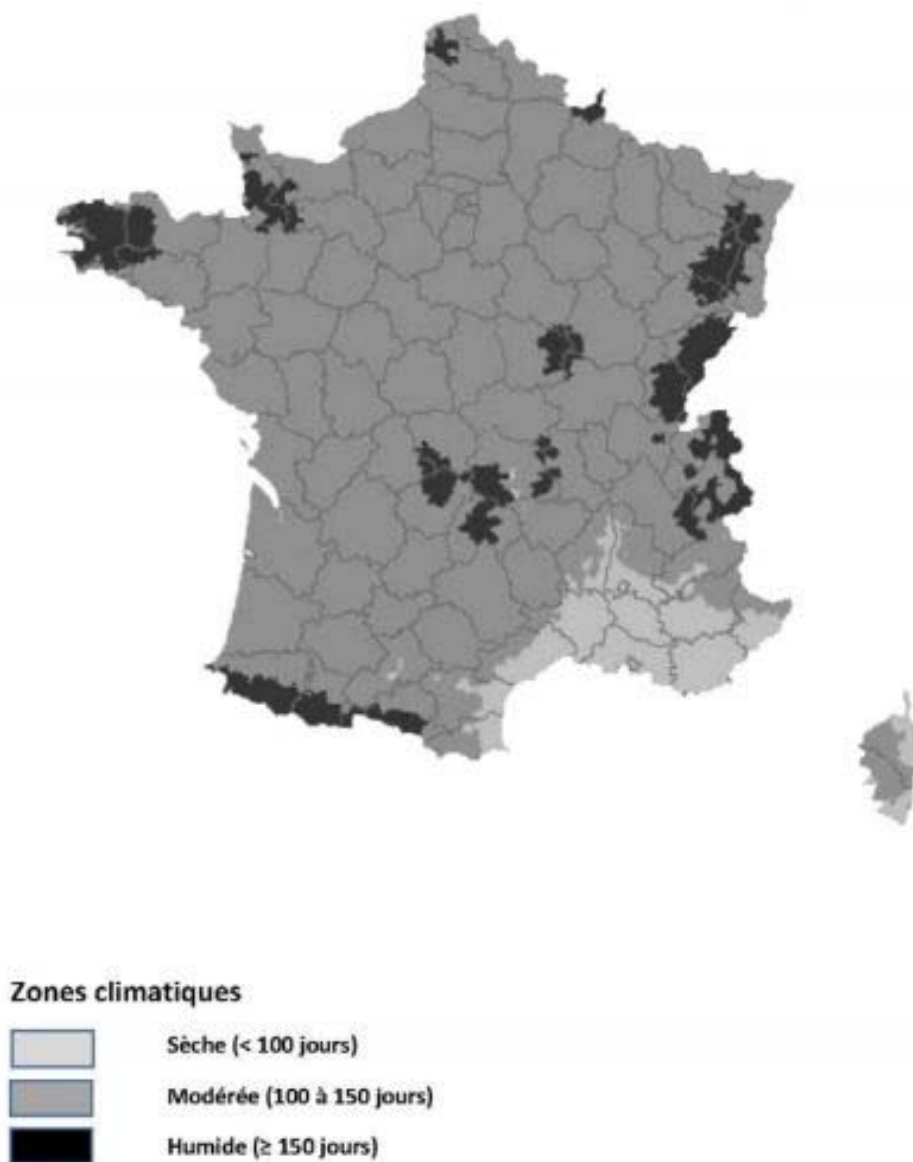 Zones climatiques
Sèche (< 100 jours)
Modérée (100 à 150 jours)
Humide (≥ 150 jours)